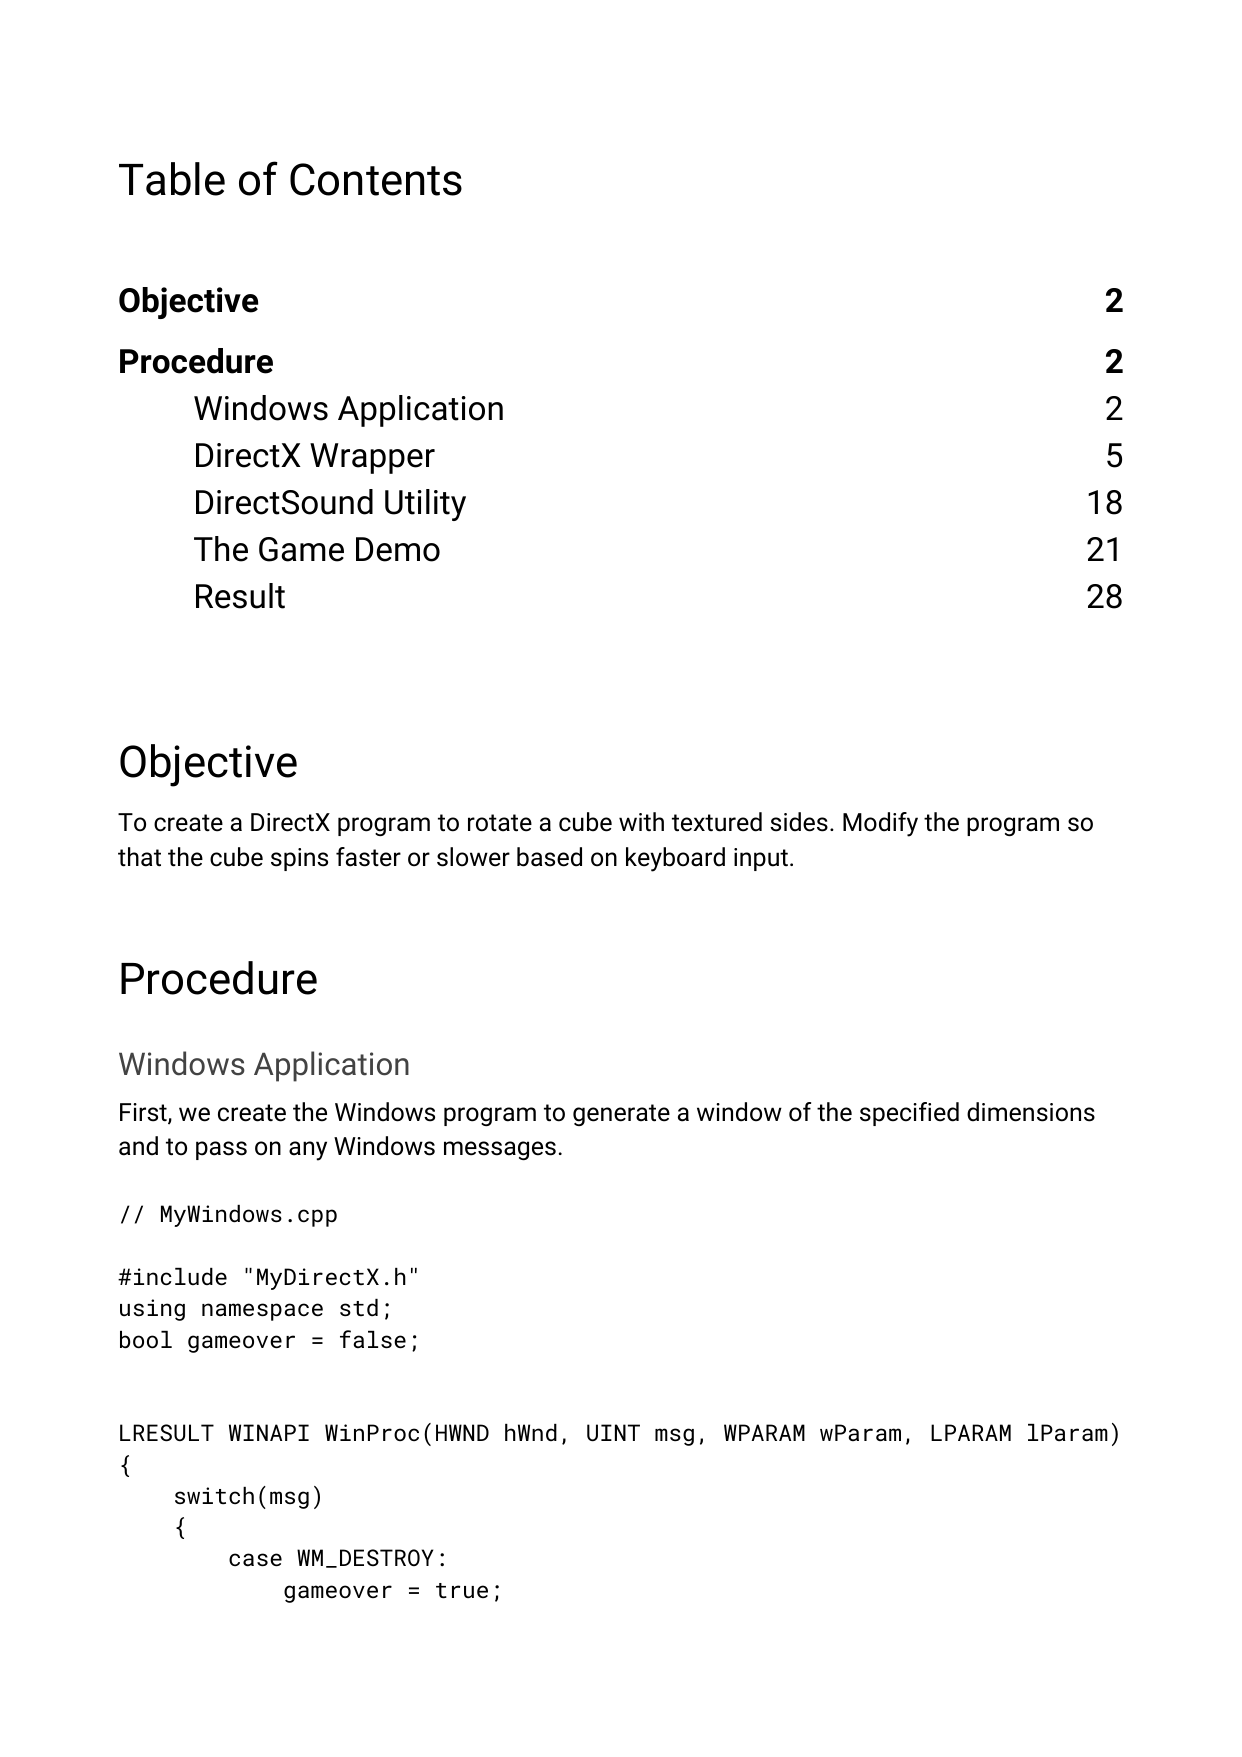 Table of Contents
Objective 2
Procedure 2
Windows Application 2
DirectX Wrapper 5
DirectSound Utility 18
The Game Demo 21
Result 28
Objective
To create a DirectX program to rotate a cube with textured sides. Modify the program so
that the cube spins faster or slower based on keyboard input.
Procedure
Windows Application
First, we create the Windows program to generate a window of the specified dimensions
and to pass on any Windows messages.
// MyWindows.cpp
#include "MyDirectX.h"
using namespace std;
bool gameover = false;
LRESULT WINAPI WinProc(HWND hWnd, UINT msg, WPARAM wParam, LPARAM lParam)
{
    switch(msg)
    {
        case WM_DESTROY:
            gameover = true;